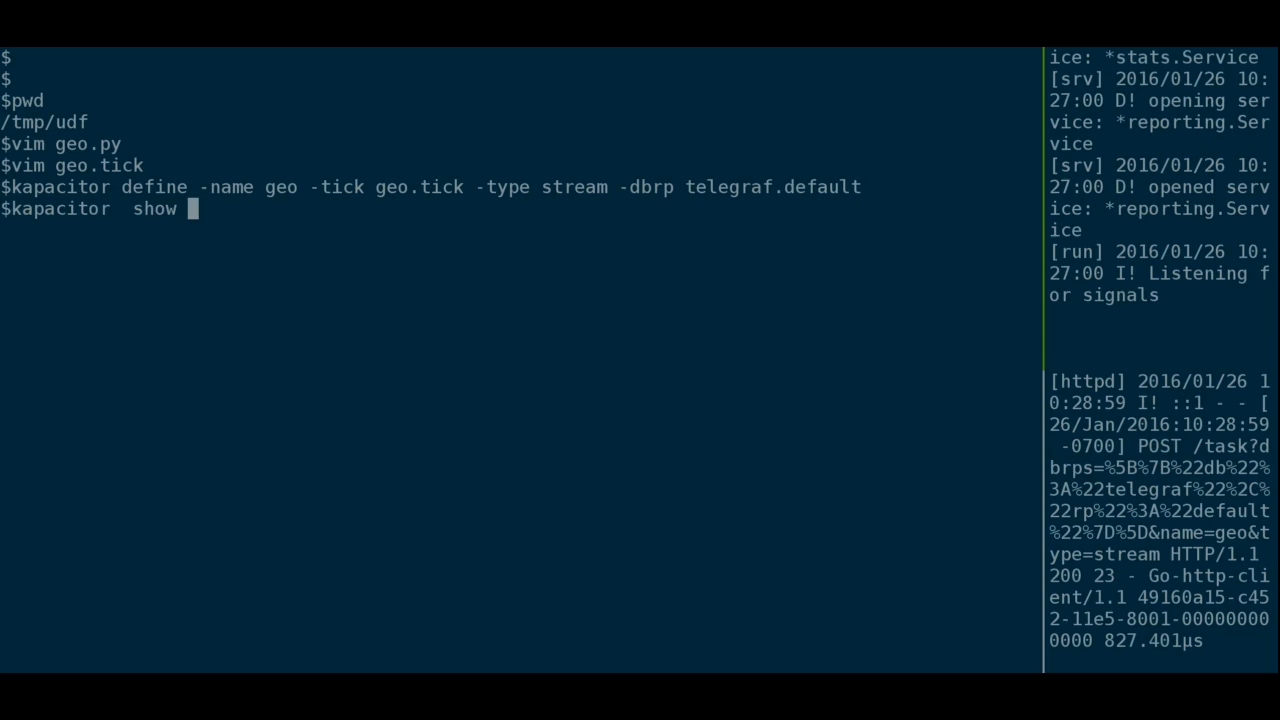 $
$
$pwd
/tmp/udf
$vim geo.py
$vim geo.tick
$kapacitor define -name geo -tick geo.tick -type stream -dbrp telegraf.default
$kapacitor  show
ice: *stats.Service
[srv] 2016/01/26 10:
27:00 D! opening ser
vice: *reporting.Ser
vice
[srv] 2016/01/26 10:
27:00 D! opened serv
ice: *reporting.Serv
ice
[run] 2016/01/26 10:
27:00 I! Listening f
or signals
[httpd] 2016/01/26 1
0:28:59 I! ::1 - - [
26/Jan/2016:10:28:59
 -0700] POST /task?d
brps=%5B%7B%22db%22%
3A%22telegraf%22%2C%
22rp%22%3A%22default
%22%7D%5D&name=geo&t
ype=stream HTTP/1.1
200 23 - Go-http-cli
ent/1.1 49160a15-c45
2-11e5-8001-00000000
0000 827.401µs